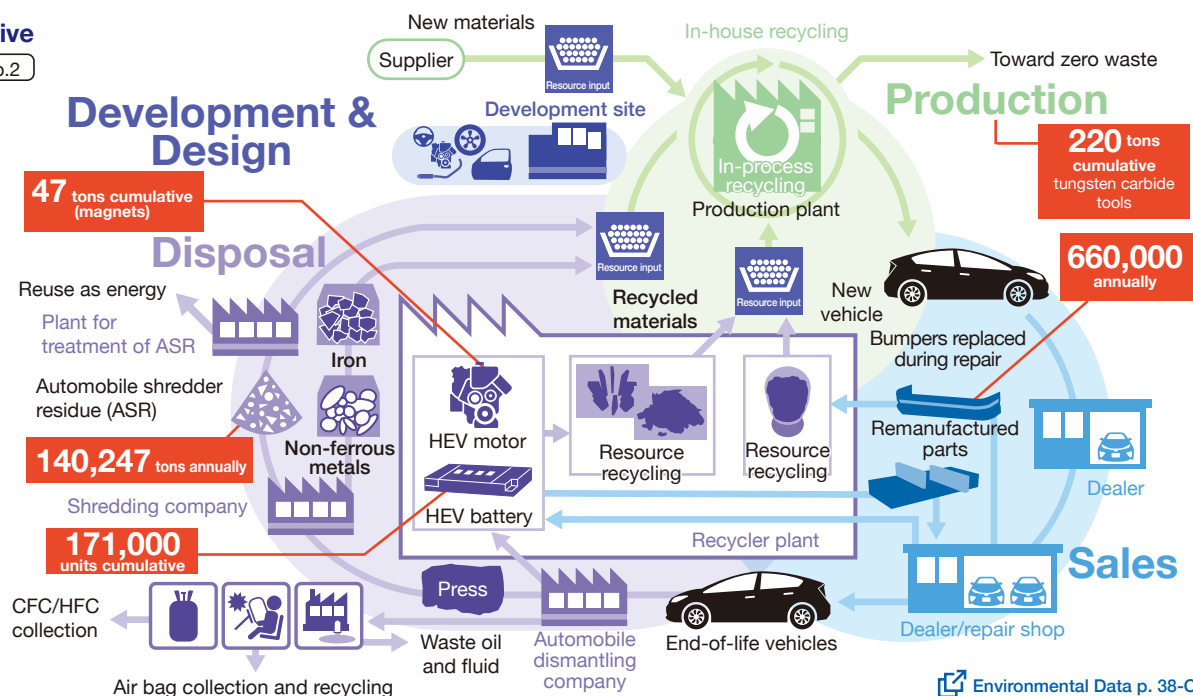 New materials
Supplier
Resource input
In-house recycling
Toward zero waste
Development &
Design
Development site
Production
In-process
recycling
Production plant
220 tons
cumulative
tungsten carbide
tools
47 tons cumulative
(magnets)
Disposal
Resource input
Recycled
materials
Resource input
New
vehicle
660,000
annually
Reuse as energy
Plant for
treatment of ASR
Iron
Bumpers replaced
during repair
Automobile shredder
residue (ASR)
Non-ferrous
metals
140,247 tons annually
HEV motor
Resource
recycling
Resource
recycling
Remanufactured
parts
Dealer
Shredding company
HEV battery
171,000
units cumulative
Recycler plant
Sales
Press
CFC/HFC
collection
Waste oil
and fluid
Automobile
dismantling
company
End-of-life vehicles
Dealer/repair shop
Air bag collection and recycling
Environmental Data p. 38-